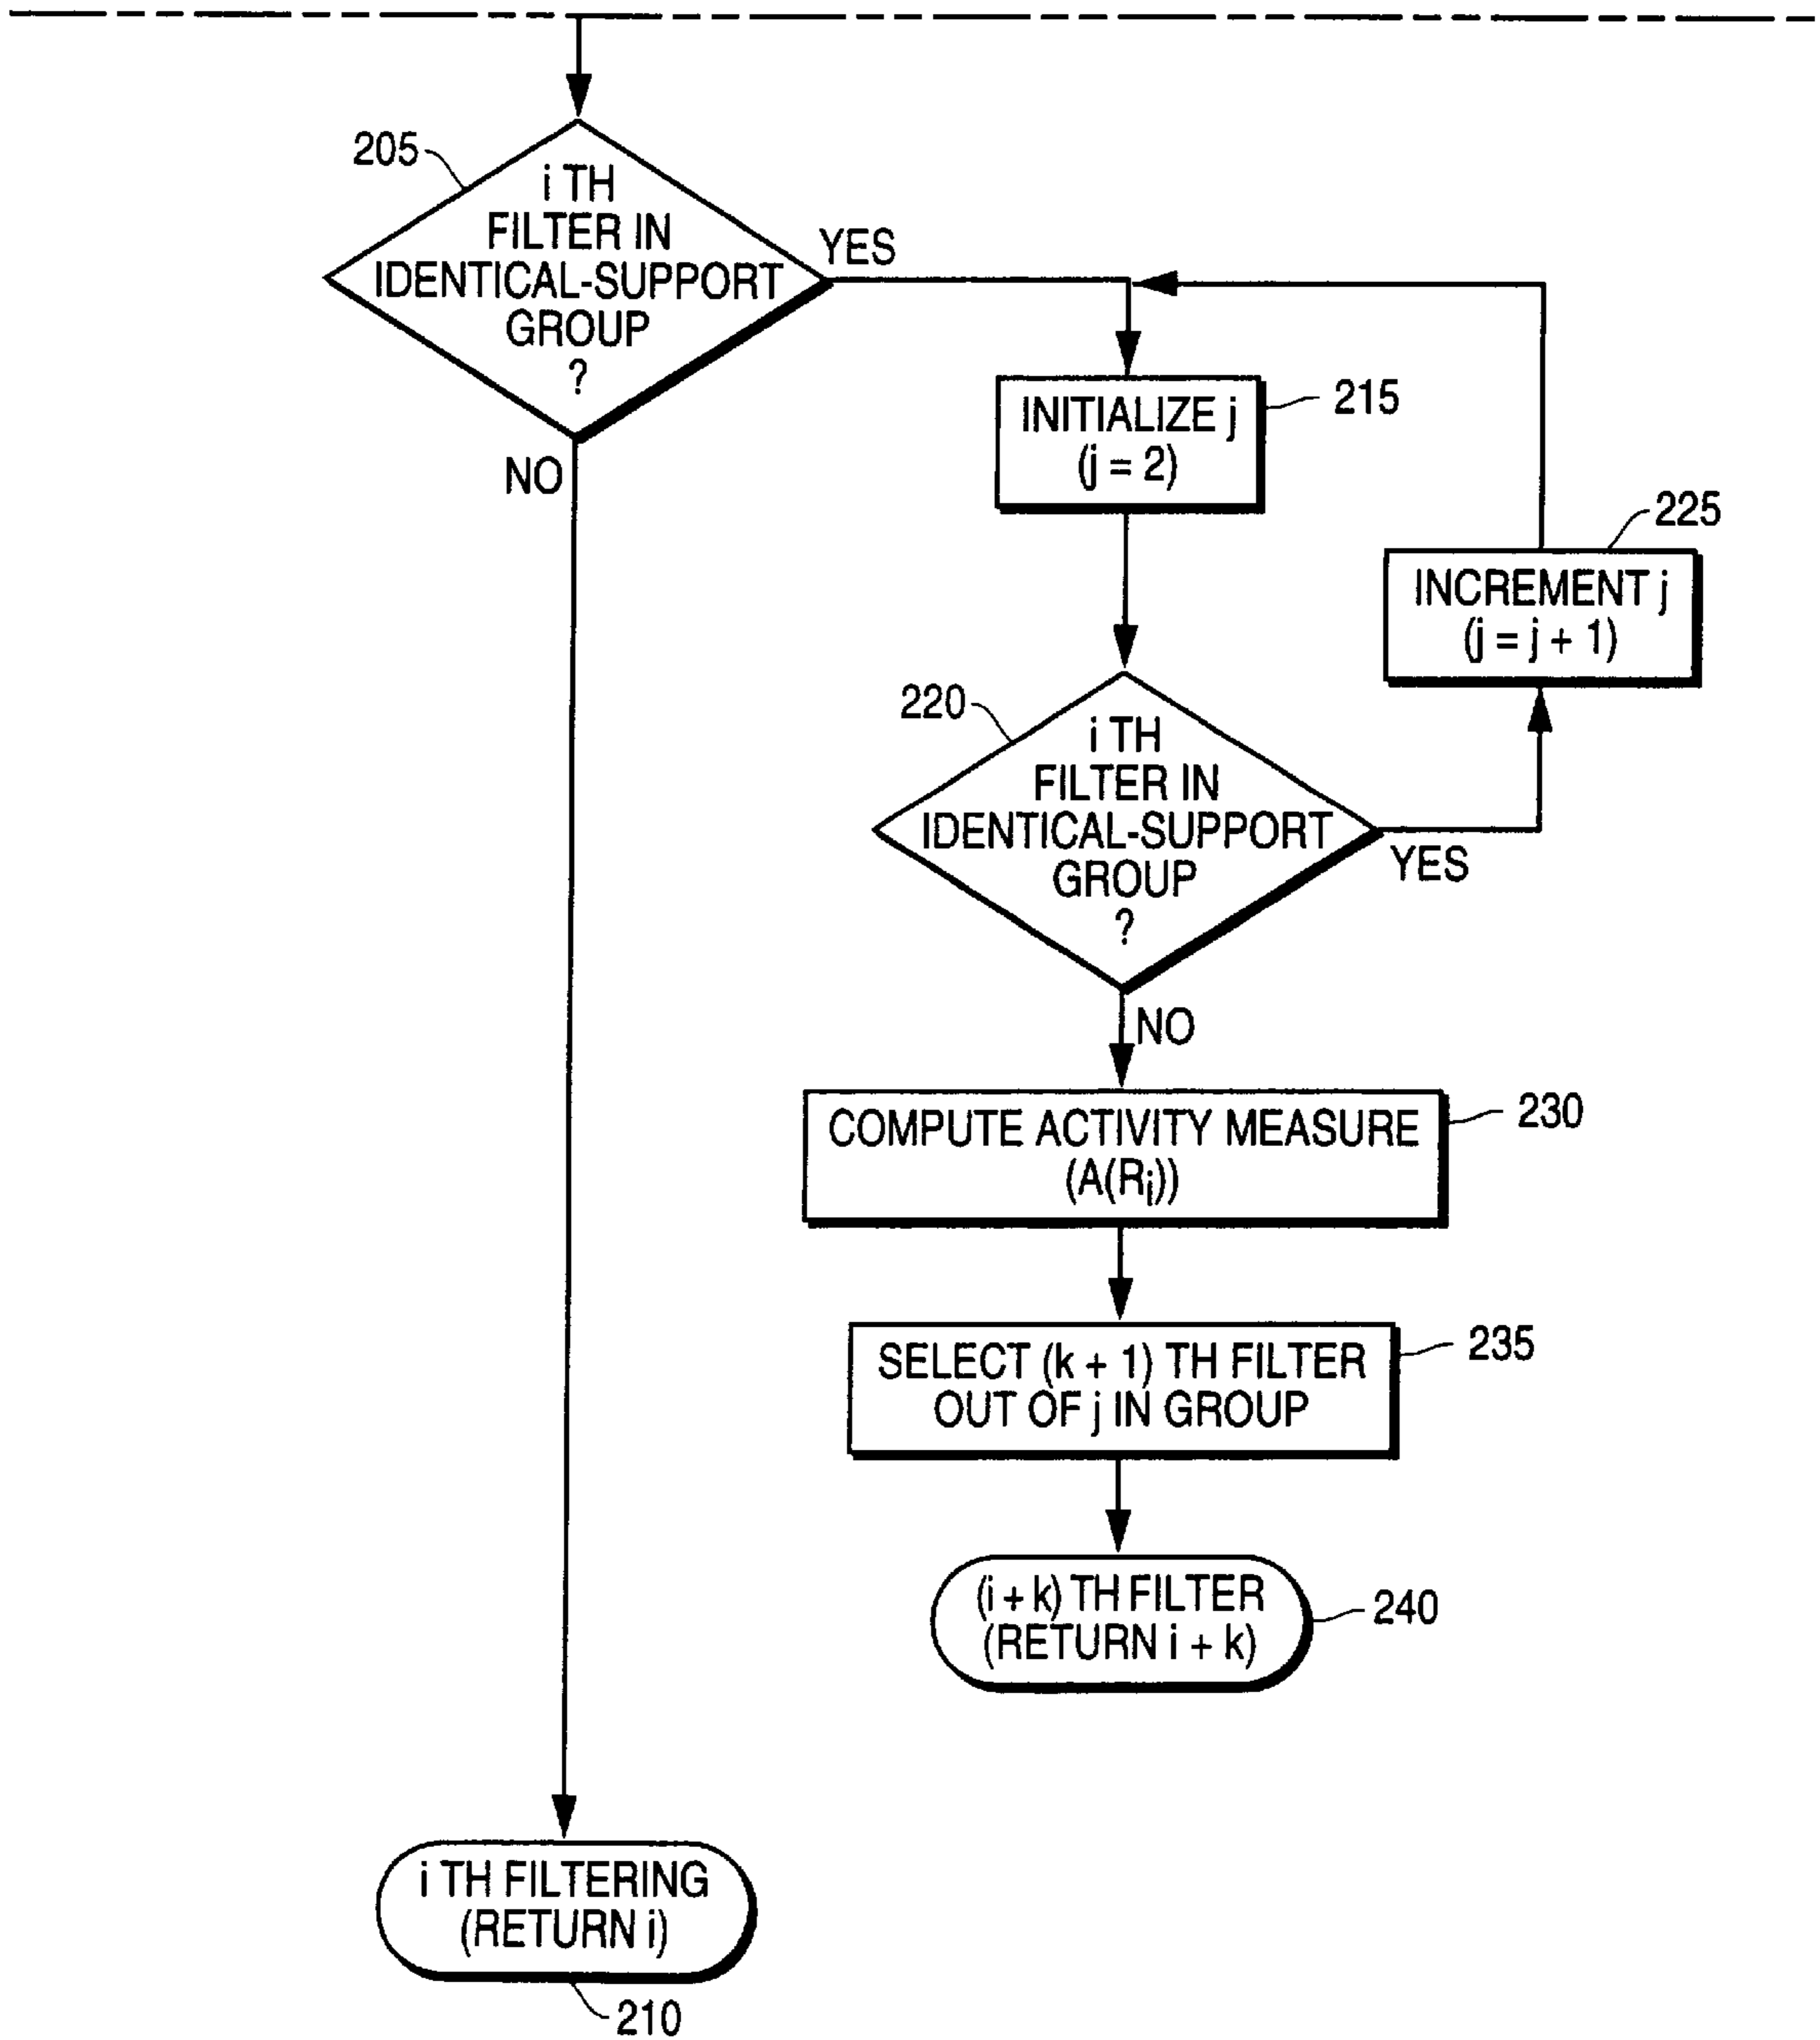 205
i TH
FILTER IN
IDENTICAL-SUPPORT
GROUP
?
YES
NO
INITIALIZE j
(j = 2)
215
225
INCREMENT j
(j = j + 1)
220
i TH
FILTER IN
IDENTICAL-SUPPORT
GROUP
?
YES
NO
COMPUTE ACTIVITY MEASURE
(A(Ri))
230
SELECT (k + 1) TH FILTER
OUT OF j IN GROUP
235
(i + k) TH FILTER
(RETURN i + k)
240
i TH FILTERING
(RETURN i)
210